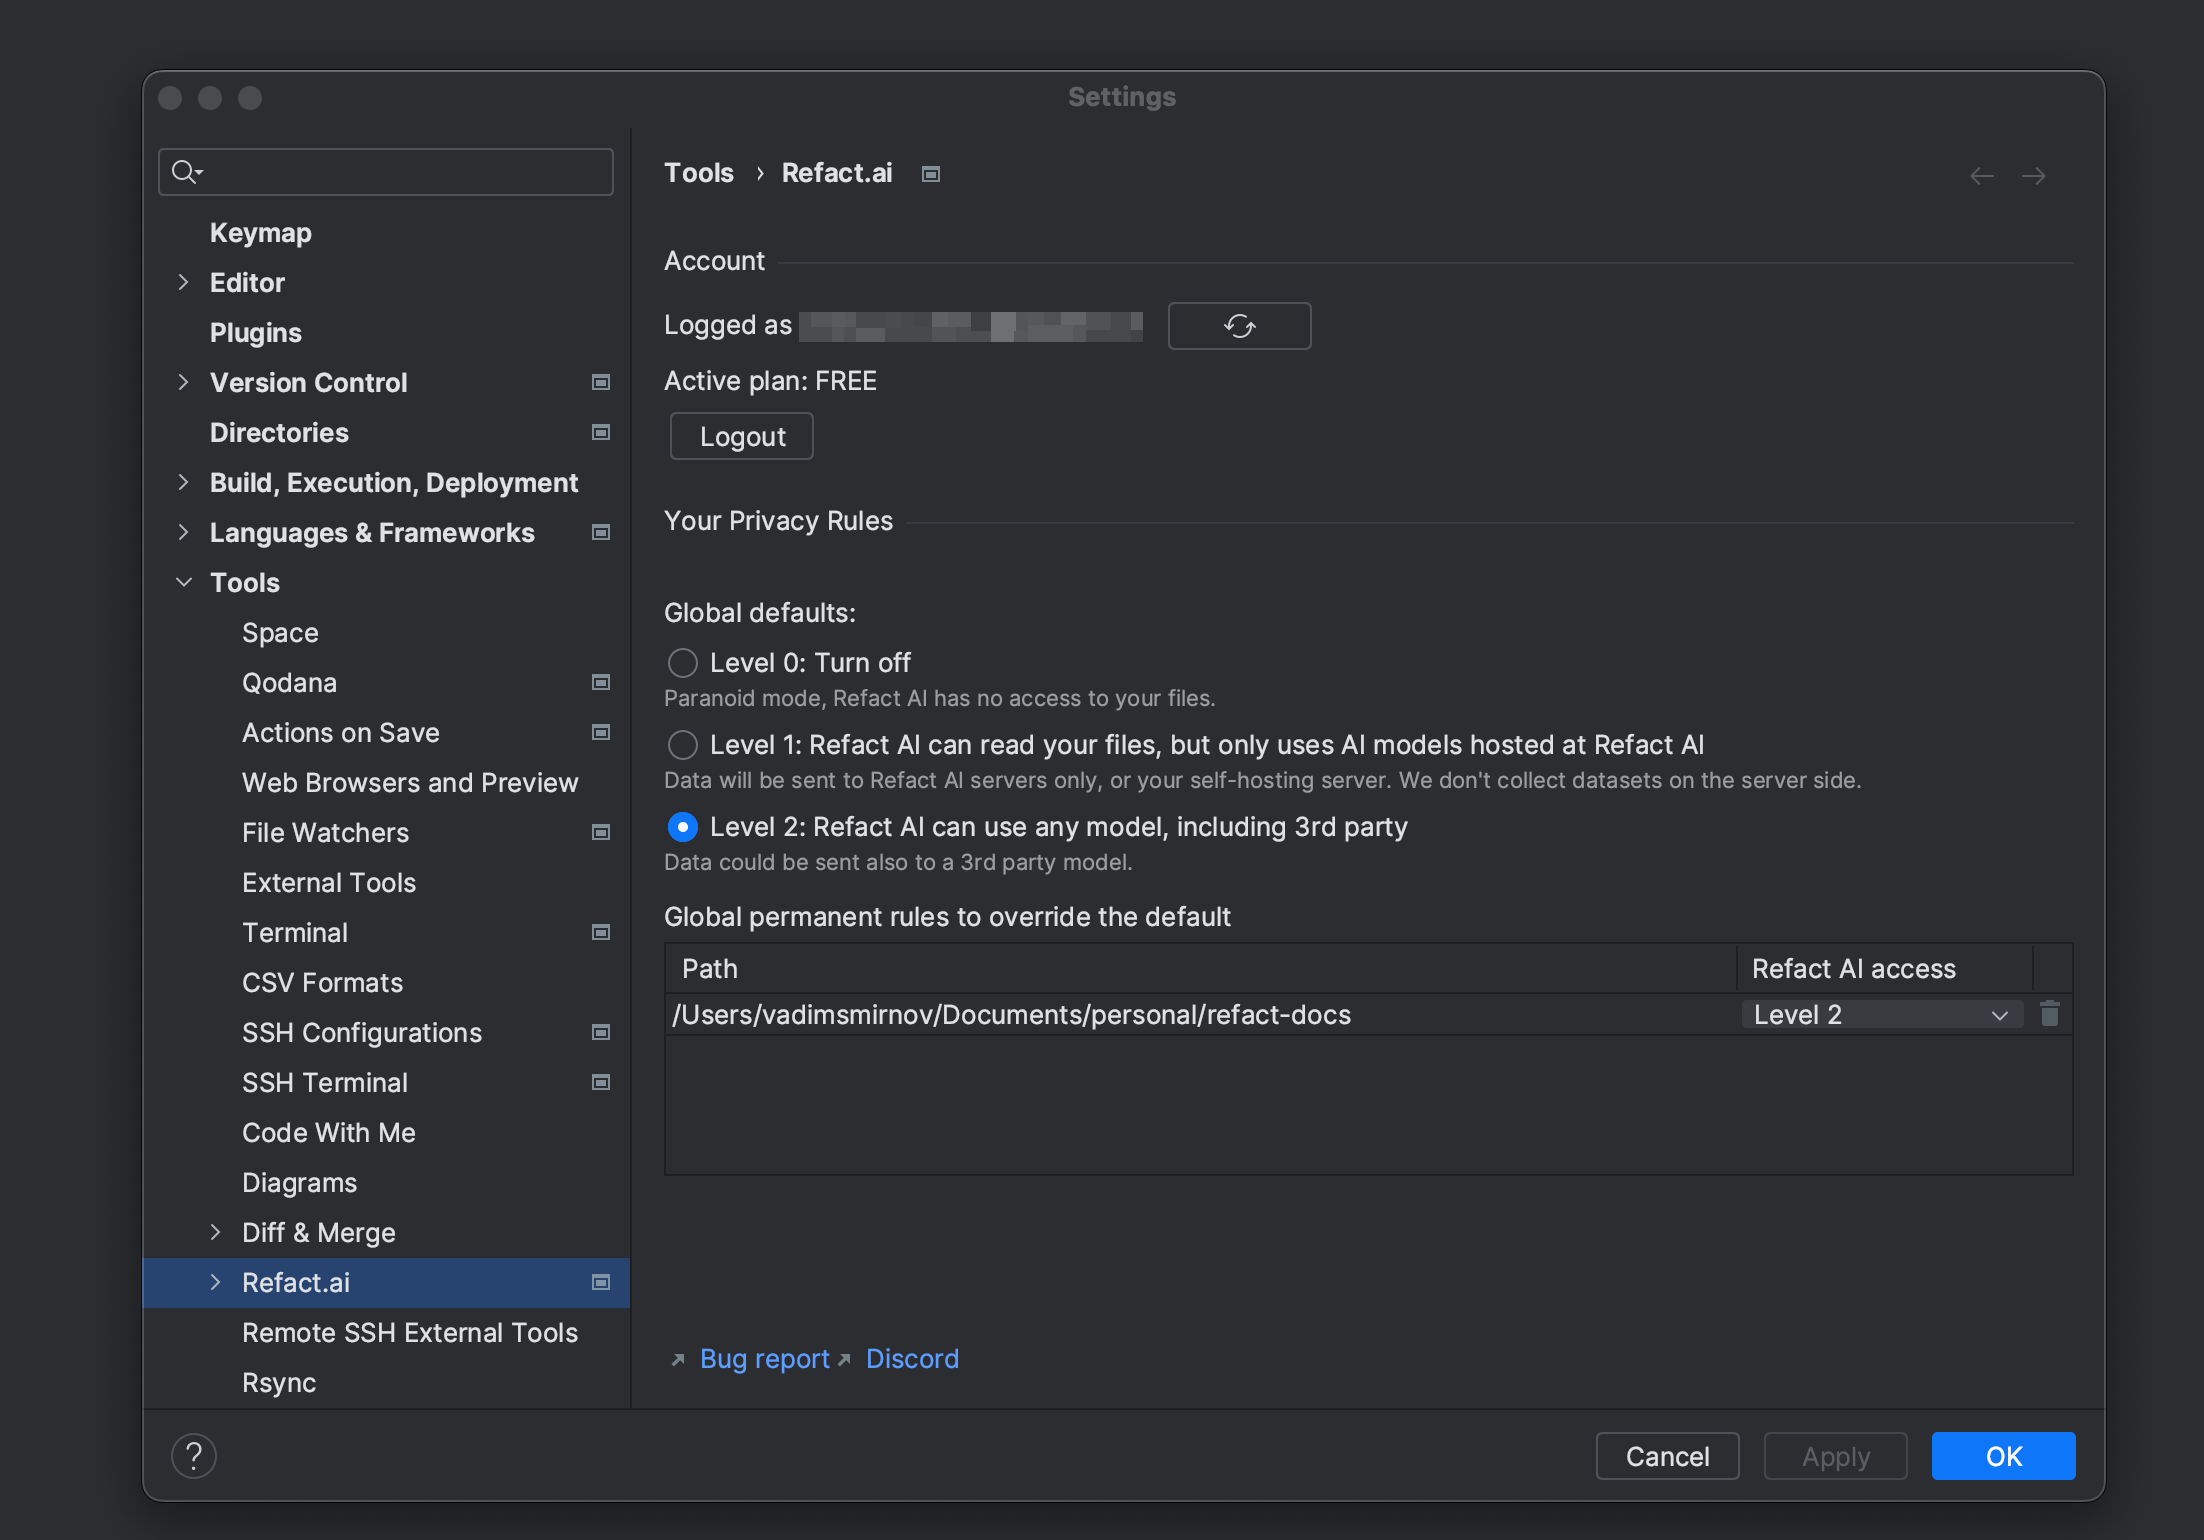 Settings
Keymap
Editor
Plugins
Version Control
Directories
Build, Execution, Deployment
Languages & Frameworks
Tools
Space
Qodana
Actions on Save
Web Browsers and Preview
File Watchers
External Tools
Terminal
CSV Formats
SSH Configurations
SSH Terminal
Code With Me
Diagrams
Diff & Merge
Refact.ai
Remote SSH External Tools
Rsync
Tools › Refact.ai
Account
Logged as
Active plan: FREE
Logout
Your Privacy Rules
Global defaults:
Level 0: Turn off
Paranoid mode, Refact AI has no access to your files.
Level 1: Refact AI can read your files, but only uses AI models hosted at Refact AI
Data will be sent to Refact AI servers only, or your self-hosting server. We don't collect datasets on the server side.
Level 2: Refact AI can use any model, including 3rd party
Data could be sent also to a 3rd party model.
Global permanent rules to override the default
Path Refact AI access
/Users/vadimsmirnov/Documents/personal/refact-docs Level 2
Bug report Discord
? Cancel Apply OK